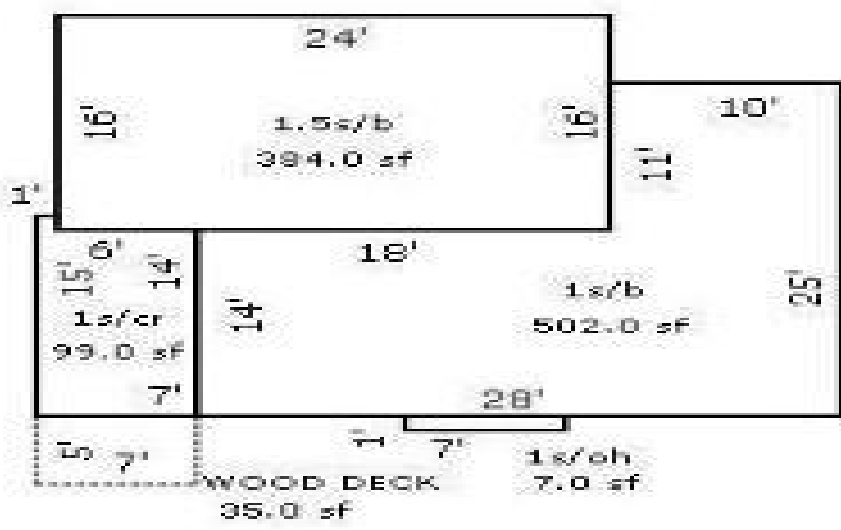 24'
16'
1.5s/b
384.0 sf
16'
10'
11'
1'
6'
15'
14'
1s/cr
99.0 sf
7'
18'
14'
1s/b
502.0 sf
25'
28'
5'
7'
WOOD DECK
35.0 sf
1'
7'
1s/oh
7.0 sf